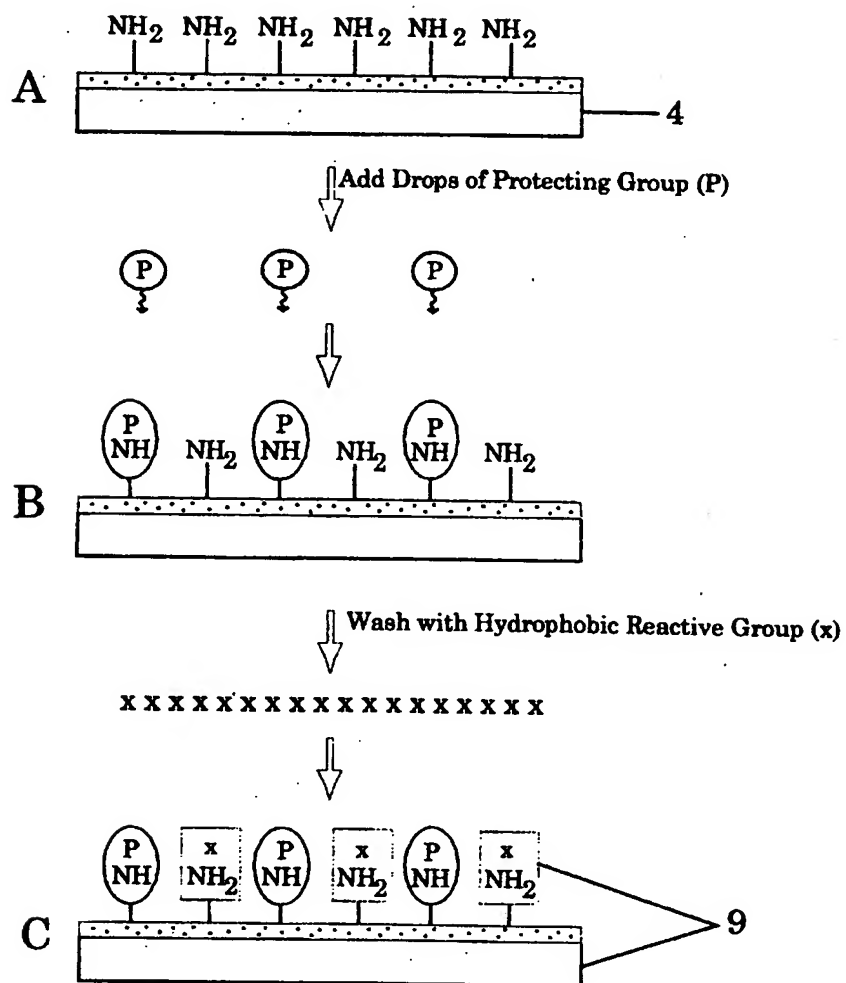 NH2 NH2 NH2 NH2 NH2 NH2
A
4
Add Drops of Protecting Group (P)
P P P
P P P
NH NH2 NH NH2 NH NH2
B
Wash with Hydrophobic Reactive Group (x)
x x x x x x x x x x x x x x x x x x
P x P x P x
NH NH2 NH NH2 NH NH2
C
9